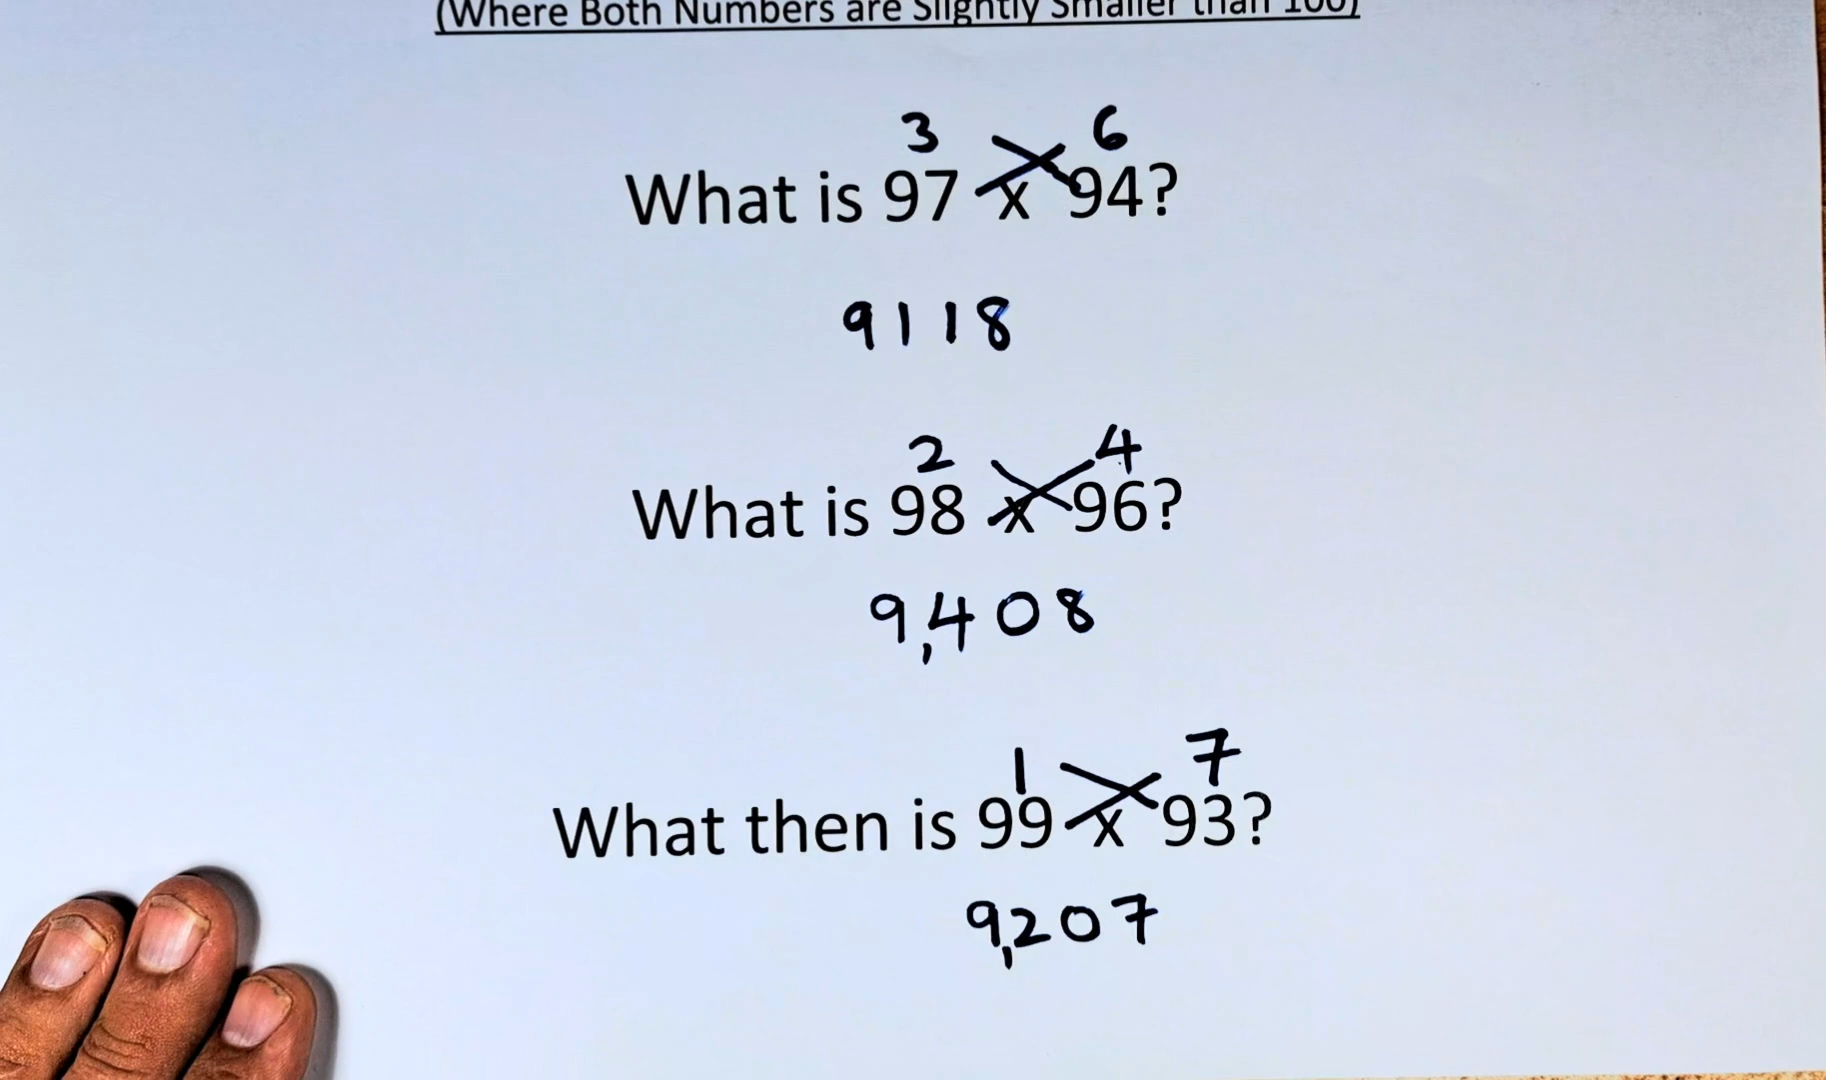 (Where Both Numbers are Slightly Smaller than 100)
3 6
What is 97 x 94?
9118
2 4
What is 98 x 96?
9,408
1 7
What then is 99 x 93?
9,207